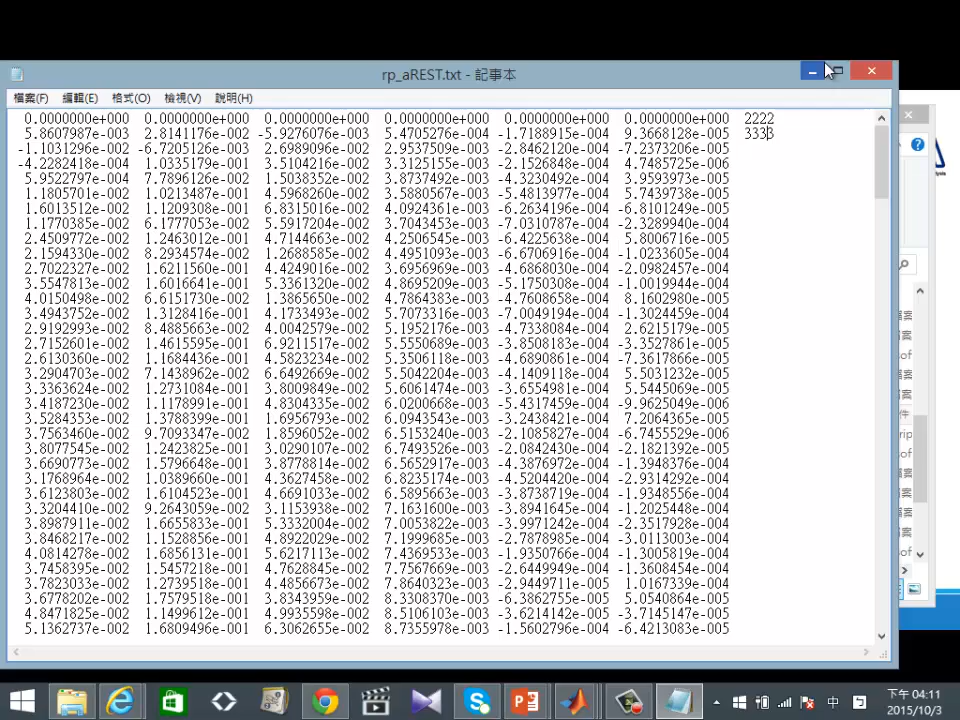 rp_aREST.txt - 記事本
檔案(F) 編輯(E) 格式(O) 檢視(V) 說明(H)
0.0000000e+000 0.0000000e+000 0.0000000e+000 0.0000000e+000 0.0000000e+000 0.0000000e+000 2222
5.8607987e-003 2.8141176e-002 -5.9276076e-003 5.4705276e-004 -1.7188915e-004 9.3668128e-005 3333
-1.1031296e-002 -6.7205126e-003 2.6989096e-002 2.9537509e-003 -2.8462120e-004 -7.2373206e-005
-4.2282418e-004 1.0335179e-001 3.5104216e-002 3.3125155e-003 -2.1526848e-004 4.7485725e-006
5.9522797e-004 7.7896126e-002 1.5038352e-002 3.8737492e-003 -4.3230492e-004 3.9593973e-005
1.1805701e-002 1.0213487e-001 4.5968260e-002 3.5880567e-003 -5.4813977e-004 5.7439738e-005
1.6013512e-002 1.1209308e-001 6.8315016e-002 4.0924361e-003 -6.2634196e-004 6.8101249e-005
1.1770385e-002 6.1777053e-002 5.5917204e-002 3.7043453e-003 -7.0310787e-004 -2.3289940e-004
2.4509772e-002 1.2463012e-001 4.7144663e-002 4.2506545e-003 -6.4225638e-004 5.8006716e-005
2.1594330e-002 8.2934574e-002 1.2688585e-002 4.4951093e-003 -6.6706916e-004 -1.0233605e-004
2.7022327e-002 1.6211560e-001 4.4249016e-002 3.6956969e-003 -4.6868030e-004 -2.0982457e-004
3.5547813e-002 1.6016641e-001 5.3361320e-002 4.8695209e-003 -5.1750308e-004 -1.0019944e-004
4.0150498e-002 6.6151730e-002 1.3865650e-002 4.7864383e-003 -4.7608658e-004 8.1602980e-005
3.4943752e-002 1.3128416e-001 4.1733493e-002 5.7073316e-003 -7.0049194e-004 -1.3024459e-004
2.9192993e-002 8.4885663e-002 4.0042579e-002 5.1952176e-003 -4.7338084e-004 2.6215179e-005
2.7152601e-002 1.4615595e-001 6.9211517e-002 5.5550689e-003 -3.8508183e-004 -3.3527861e-005
2.6130360e-002 1.1684436e-001 4.5823234e-002 5.3506118e-003 -4.6890861e-004 -7.3617866e-005
3.2904703e-002 7.1438962e-002 6.6492669e-002 5.5042204e-003 -4.1409118e-004 5.5031232e-005
3.3363624e-002 1.2731084e-001 3.8009849e-002 5.6061474e-003 -3.6554981e-004 5.5445069e-005
3.4187230e-002 1.1178991e-001 4.8304335e-002 6.0200668e-003 -5.4317459e-004 -9.9625049e-006
3.5284353e-002 1.3788399e-001 1.6956793e-002 6.0943543e-003 -3.2438421e-004 7.2064365e-005
3.7563460e-002 9.7093347e-002 1.8596052e-002 6.5153240e-003 -2.1085827e-004 -6.7455529e-006
3.8077545e-002 1.2423825e-001 3.0290107e-002 6.7493526e-003 -2.0842430e-004 -2.1821392e-005
3.6690773e-002 1.5796648e-001 3.8778814e-002 6.5652917e-003 -4.3876972e-004 -1.3948376e-004
3.1768964e-002 1.0389660e-001 4.3627458e-002 6.8235174e-003 -4.5204420e-004 -2.9314292e-004
3.6123803e-002 1.6104523e-001 4.6691033e-002 6.5895663e-003 -3.8738719e-004 -1.9348556e-004
3.3204410e-002 9.2643059e-002 3.1153938e-002 7.1631600e-003 -3.8941645e-004 -1.2025448e-004
3.8987911e-002 1.6655833e-001 5.3332004e-002 7.0053822e-003 -3.9971242e-004 -2.3517928e-004
3.8468217e-002 1.1528856e-001 4.8922029e-002 7.1999685e-003 -2.7878985e-004 -3.0113003e-004
4.0814278e-002 1.6856131e-001 5.6217113e-002 7.4369533e-003 -1.9350766e-004 -1.3005819e-004
3.7458395e-002 1.5457218e-001 4.7628845e-002 7.7567669e-003 -2.6449949e-004 -1.3608454e-004
3.7823033e-002 1.2739518e-001 4.4856673e-002 7.8640323e-003 -2.9449711e-005 1.0167339e-004
3.6778202e-002 1.7579518e-001 3.8343959e-002 8.3308370e-003 -6.3862755e-005 5.0540864e-005
4.8471825e-002 1.1499612e-001 4.9935598e-002 8.5106103e-003 -3.6214142e-005 -3.7145147e-005
5.1362737e-002 1.6809496e-001 6.3062655e-002 8.7355978e-003 -1.5602796e-004 -6.4213083e-005
下午 04:11
2015/10/3
中